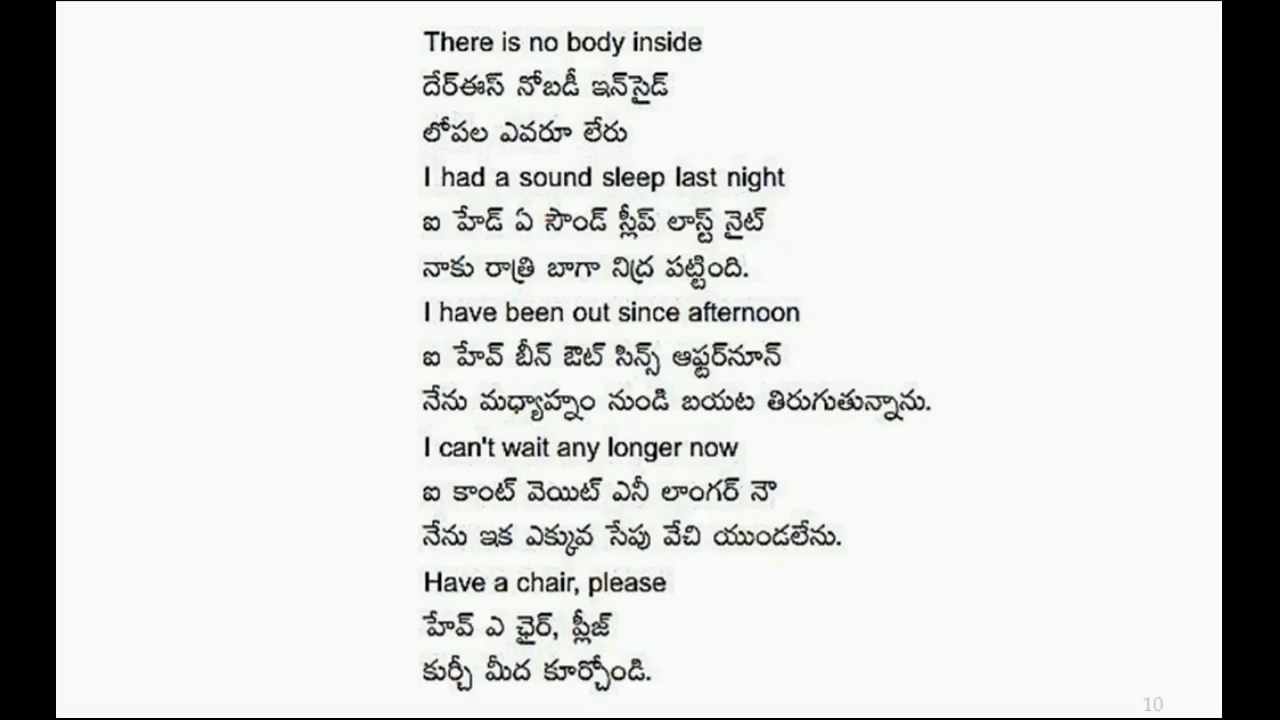 There is no body inside
దేర్ఈస్ నోబడీ ఇన్‌సైడ్
లోపల ఎవరూ లేరు
I had a sound sleep last night
ఐ హేడ్ ఏ సౌండ్ స్లీప్ లాస్ట్ నైట్
నాకు రాత్రి బాగా నిద్ర పట్టింది.
I have been out since afternoon
ఐ హేవ్ బీన్ ఔట్ సిన్స్ ఆఫ్టర్‌నూన్
నేను మధ్యాహ్నం నుండి బయట తిరుగుతున్నాను.
I can't wait any longer now
ఐ కాంట్ వెయిట్ ఎనీ లాంగర్ నౌ
నేను ఇక ఎక్కువ సేపు వేచి యుండలేను.
Have a chair, please
హేవ్ ఎ ఛైర్, ప్లీజ్
కుర్చీ మీద కూర్చోండి.
10